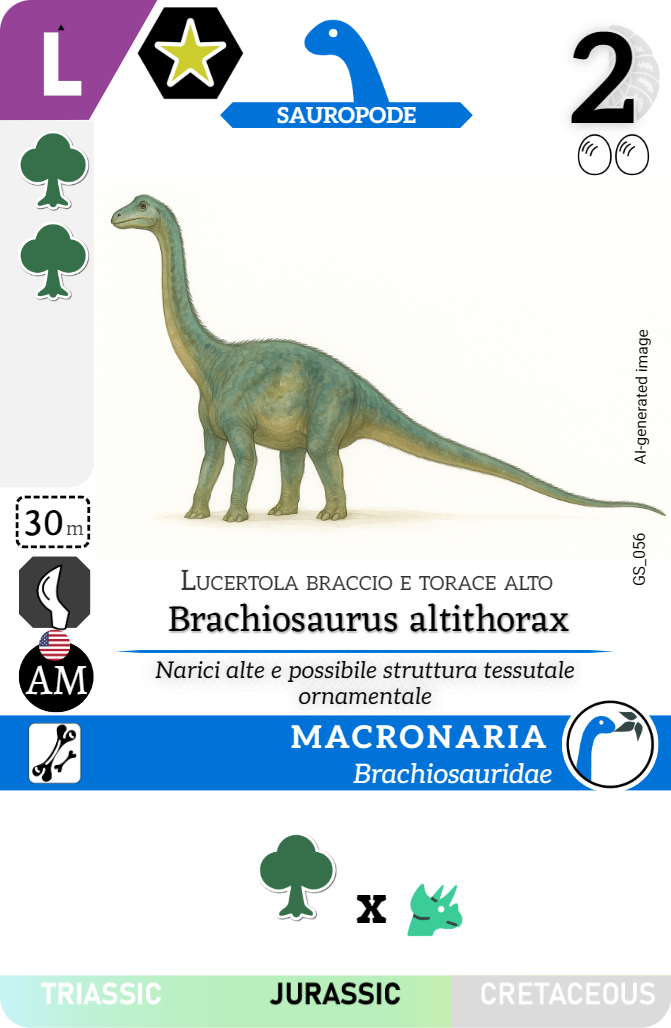 L
SAUROPODE
2
AI-generated image
30 m
GS_056
AM
Lucertola braccio e torace alto
Brachiosaurus altithorax
Narici alte e possibile struttura tessutale
ornamentale
MACRONARIA
Brachiosauridae
x
TRIASSIC JURASSIC CRETACEOUS